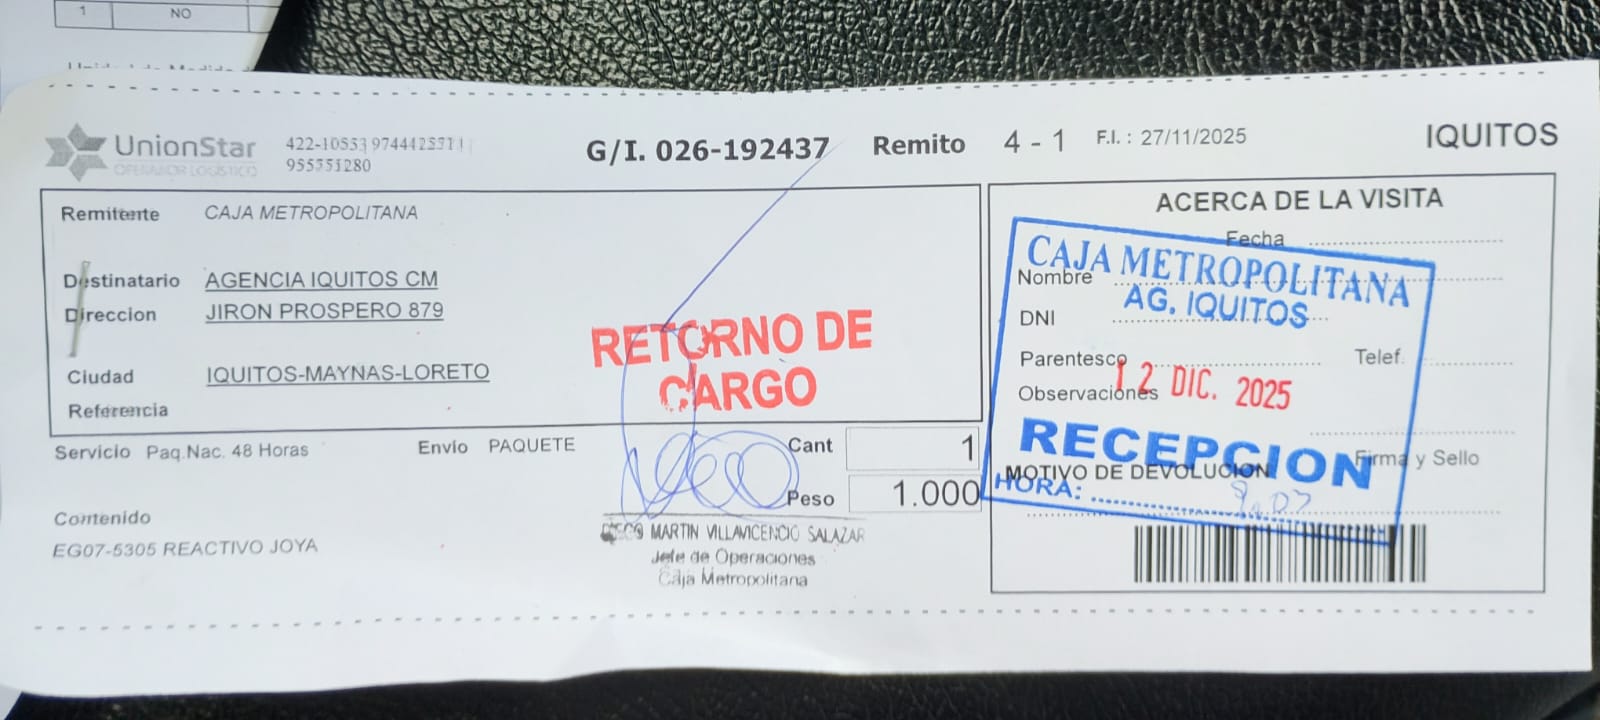 1 NO
UnionStar
OPERADOR LOGISTICO
955551280
G/I. 026-192437 Remito 4 - 1 F.I. : 27/11/2025 IQUITOS
Remitente CAJA METROPOLITANA
Destinatario AGENCIA IQUITOS CM
Direccion JIRON PROSPERO 879
Ciudad IQUITOS-MAYNAS-LORETO
Referencia
RETORNO DE
CARGO
Servicio Paq.Nac. 48 Horas Envio PAQUETE
Cant 1
Peso 1.000
Contenido
EG07-5305 REACTIVO JOYA
DIEGO MARTIN VILLAVICENCIO SALAZAR
Jefe de Operaciones
Caja Metropolitana
ACERCA DE LA VISITA
Fecha
Nombre
DNI
Parentesco Telef.
Observaciones
Firma y Sello
MOTIVO DE DEVOLUCION
CAJA METROPOLITANA
AG. IQUITOS
12 DIC. 2025
RECEPCION
HORA: